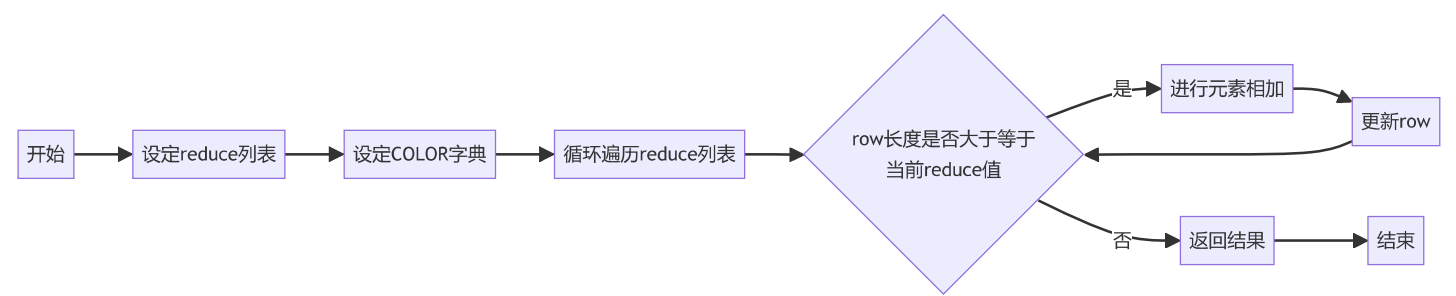 开始
设定reduce列表
设定COLOR字典
循环遍历reduce列表
row长度是否大于等于
当前reduce值
是
进行元素相加
更新row
否
返回结果
结束